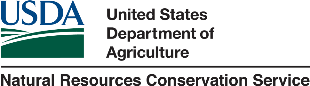 USDA
United States
Department of
Agriculture
Natural Resources Conservation Service